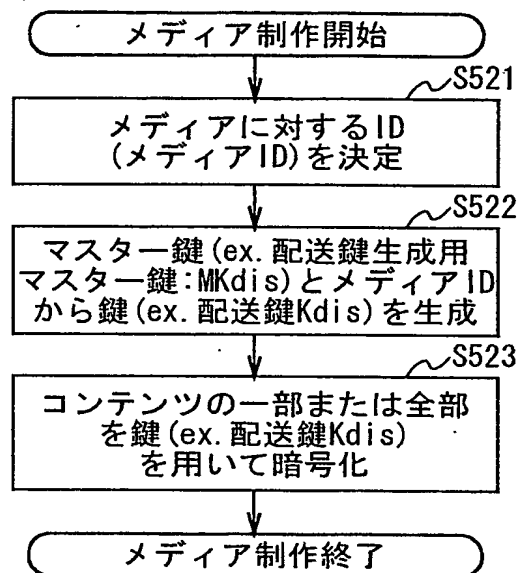 メディア制作開始
S521
メディアに対するID
(メディアID)を決定
S522
マスター鍵(ex.配送鍵生成用
マスター鍵:MKdis)とメディアID
から鍵(ex.配送鍵Kdis)を生成
S523
コンテンツの一部または全部
を鍵(ex.配送鍵Kdis)
を用いて暗号化
メディア制作終了